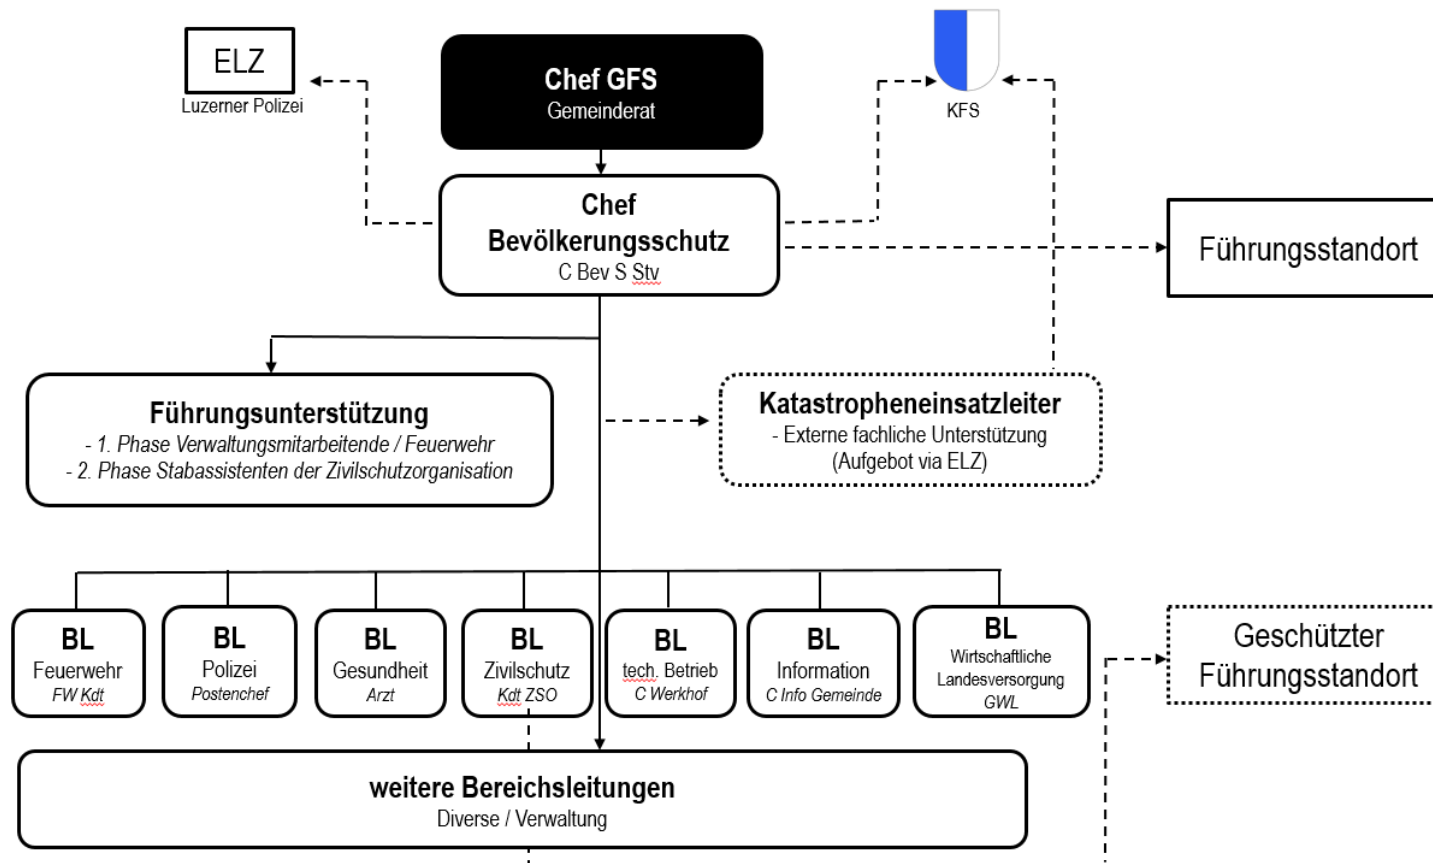 ELZ
Luzerner Polizei
Chef GFS
Gemeinderat
KFS
Chef
Bevölkerungsschutz
C Bev S Stv
Führungsstandort
Führungsunterstützung
- 1. Phase Verwaltungsmitarbeitende / Feuerwehr
- 2. Phase Stabassistenten der Zivilschutzorganisation
Katastropheneinsatzleiter
- Externe fachliche Unterstützung
(Aufgebot via ELZ)
BL
Feuerwehr
FW Kdt
BL
Polizei
Postenchef
BL
Gesundheit
Arzt
BL
Zivilschutz
Kdt ZSO
BL
tech. Betrieb
C Werkhof
BL
Information
C Info Gemeinde
BL
Wirtschaftliche
Landesversorgung
GWL
Geschützter
Führungsstandort
weitere Bereichsleitungen
Diverse / Verwaltung